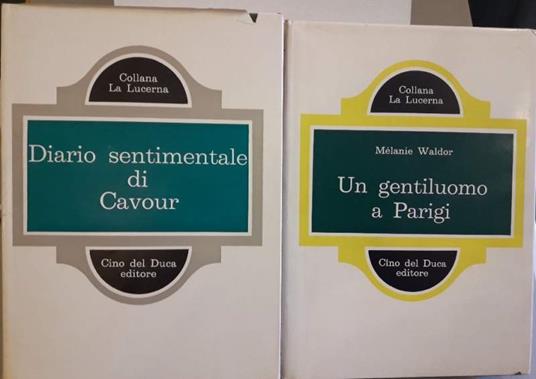 Collana
La Lucerna
Diario sentimentale
di
Cavour
Cino del Duca
editore
Collana
La Lucerna
Mélanie Waldor
Un gentiluomo
a Parigi
Cino del Duca
editore